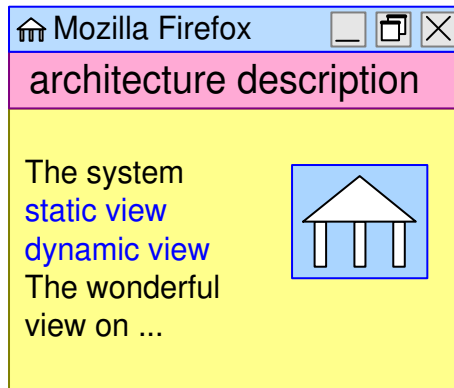 Mozilla Firefox
architecture description
The system
static view
dynamic view
The wonderful
view on ...